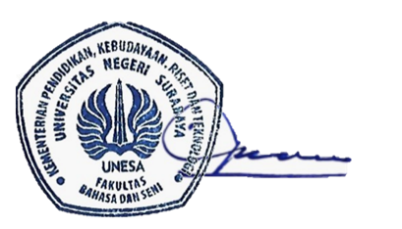 KEMENTERIAN PENDIDIKAN, KEBUDAYAAN, RISET DAN TEKNOLOGI
UNIVERSITAS NEGERI SURABAYA
UNESA
FAKULTAS
BAHASA DAN SENI